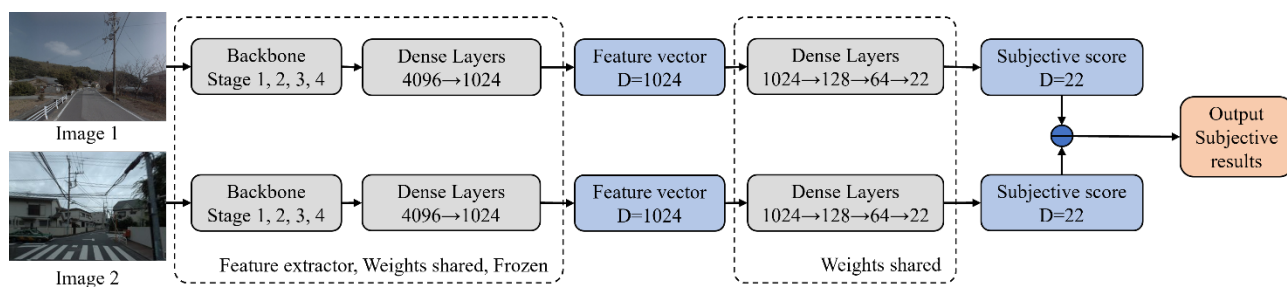 Image 1
Backbone
Stage 1, 2, 3, 4
Dense Layers
4096→1024
Feature vector
D=1024
Dense Layers
1024→128→64→22
Subjective score
D=22
Output
Subjective
results
Image 2
Backbone
Stage 1, 2, 3, 4
Dense Layers
4096→1024
Feature vector
D=1024
Dense Layers
1024→128→64→22
Subjective score
D=22
Feature extractor, Weights shared, Frozen
Weights shared